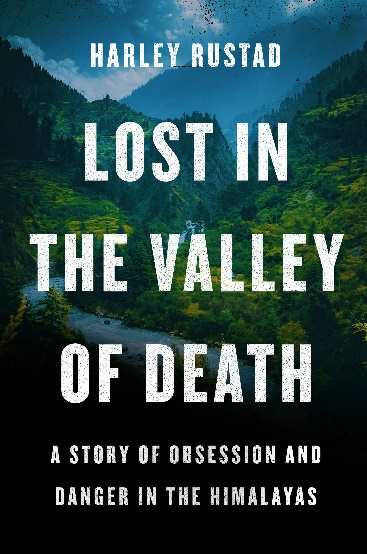 HARLEY RUSTAD
LOST IN
THE VALLEY
OF DEATH
A STORY OF OBSESSION AND
DANGER IN THE HIMALAYAS